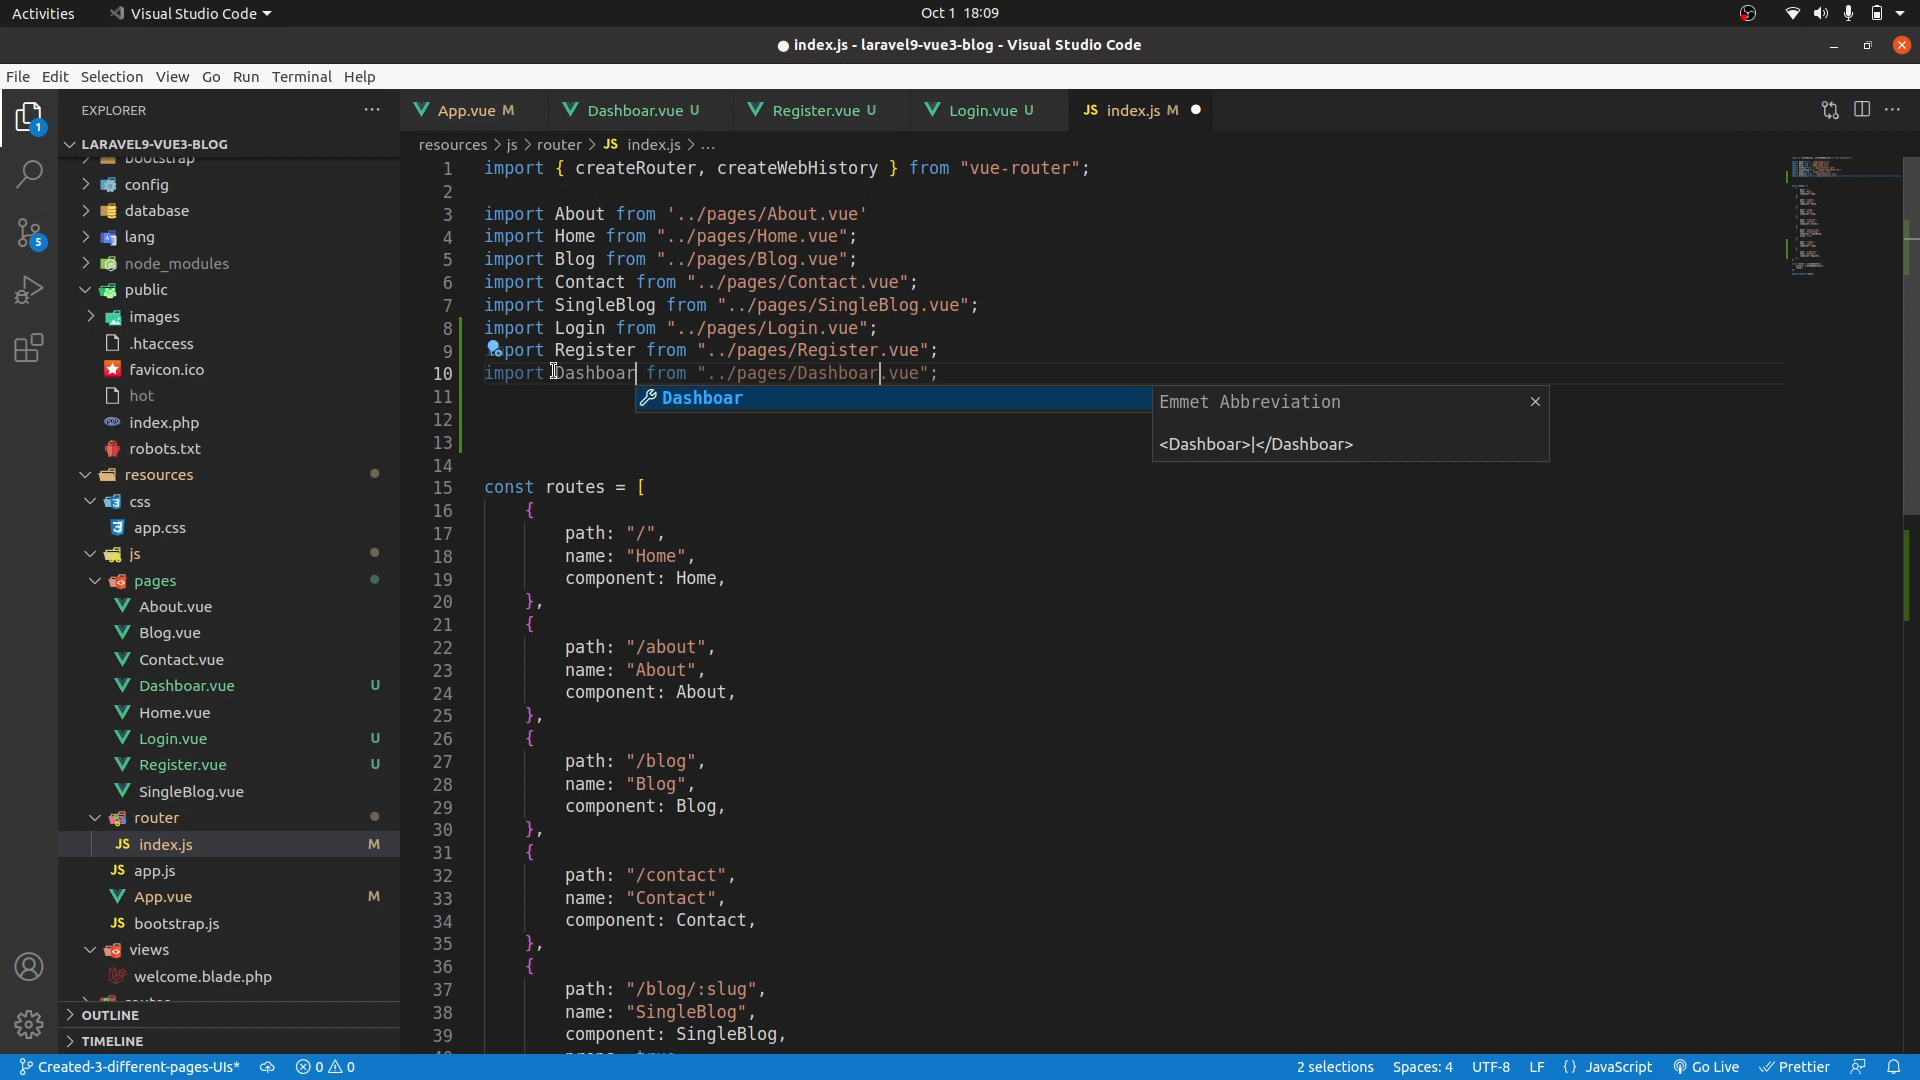 Activities Visual Studio Code Oct 1 18:09
● index.js - laravel9-vue3-blog - Visual Studio Code
File Edit Selection View Go Run Terminal Help
EXPLORER
App.vue M Dashboar.vue U Register.vue U Login.vue U JS index.js M
LARAVEL9-VUE3-BLOG
bootstrap
config
database
lang
node_modules
public
images
.htaccess
favicon.ico
hot
index.php
robots.txt
resources
css
app.css
js
pages
About.vue
Blog.vue
Contact.vue
Dashboar.vue U
Home.vue
Login.vue U
Register.vue U
SingleBlog.vue
router
JS index.js M
JS app.js
App.vue M
JS bootstrap.js
views
welcome.blade.php
OUTLINE
TIMELINE
1
5
resources > js > router > JS index.js > ...
1 import { createRouter, createWebHistory } from "vue-router";
2
3 import About from '../pages/About.vue'
4 import Home from "../pages/Home.vue";
5 import Blog from "../pages/Blog.vue";
6 import Contact from "../pages/Contact.vue";
7 import SingleBlog from "../pages/SingleBlog.vue";
8 import Login from "../pages/Login.vue";
9 port Register from "../pages/Register.vue";
10 import Dashboar from "../pages/Dashboar.vue";
11
12
13
14
Dashboar
Emmet Abbreviation
<Dashboar>|</Dashboar>
15 const routes = [
16 {
17 path: "/",
18 name: "Home",
19 component: Home,
20 },
21 {
22 path: "/about",
23 name: "About",
24 component: About,
25 },
26 {
27 path: "/blog",
28 name: "Blog",
29 component: Blog,
30 },
31 {
32 path: "/contact",
33 name: "Contact",
34 component: Contact,
35 },
36 {
37 path: "/blog/:slug",
38 name: "SingleBlog",
39 component: SingleBlog,
Created-3-different-pages-UIs* 0 0 2 selections Spaces: 4 UTF-8 LF {} JavaScript Go Live Prettier